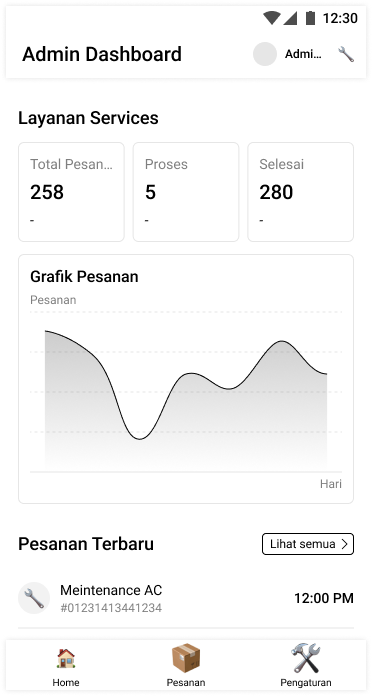 12:30
Admin Dashboard
Admi...
Layanan Services
Total Pesan...
258
-
Proses
5
-
Selesai
280
-
Grafik Pesanan
Pesanan
Hari
Pesanan Terbaru
Lihat semua
Meintenance AC
#01231413441234
12:00 PM
Home
Pesanan
Pengaturan